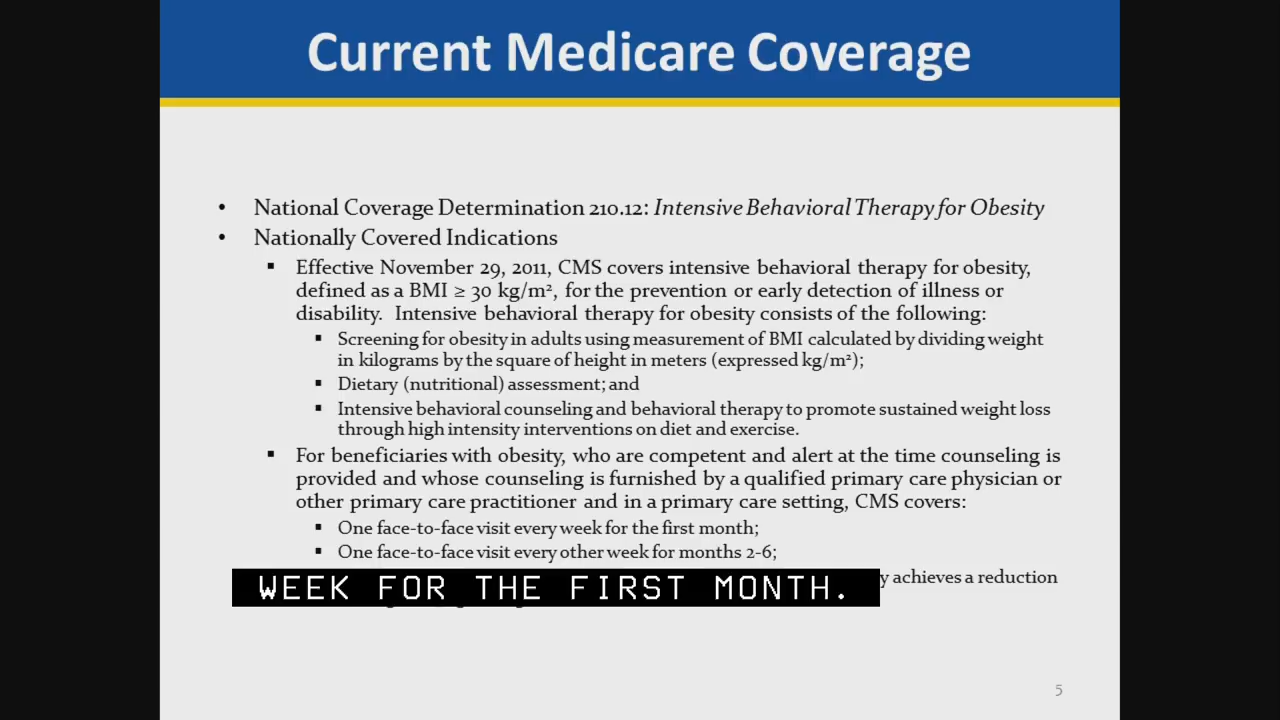 Current Medicare Coverage
• National Coverage Determination 210.12: Intensive Behavioral Therapy for Obesity
• Nationally Covered Indications
▪ Effective November 29, 2011, CMS covers intensive behavioral therapy for obesity,
defined as a BMI ≥ 30 kg/m², for the prevention or early detection of illness or
disability. Intensive behavioral therapy for obesity consists of the following:
▪ Screening for obesity in adults using measurement of BMI calculated by dividing weight
in kilograms by the square of height in meters (expressed kg/m²);
▪ Dietary (nutritional) assessment; and
▪ Intensive behavioral counseling and behavioral therapy to promote sustained weight loss
through high intensity interventions on diet and exercise.
▪ For beneficiaries with obesity, who are competent and alert at the time counseling is
provided and whose counseling is furnished by a qualified primary care physician or
other primary care practitioner and in a primary care setting, CMS covers:
▪ One face-to-face visit every week for the first month;
▪ One face-to-face visit every other week for months 2-6;
achieves a reduction
WEEK FOR THE FIRST MONTH.
5